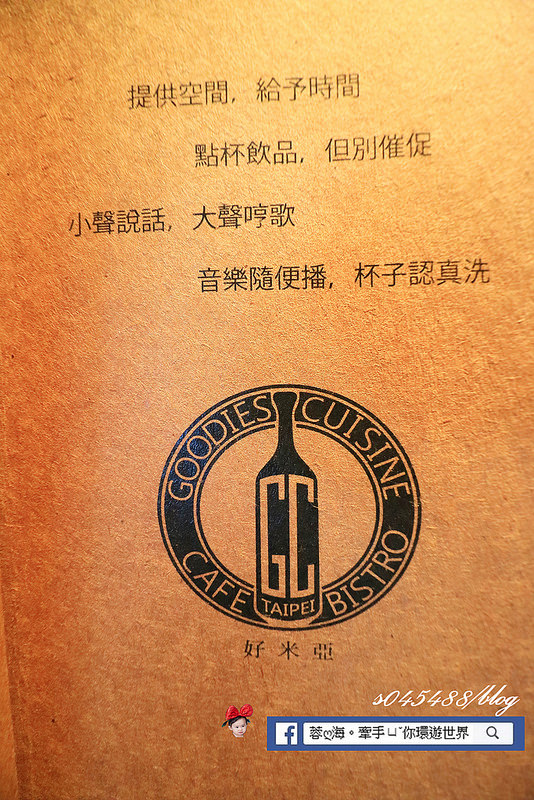 提供空間，給予時間
點杯飲品，但別催促
小聲說話，大聲哼歌
音樂隨便播，杯子認真洗
GOODIES CUISINE
GC
TAIPEI
CAFE BISTRO
好米亞
s045488/blog
蓉ღ海。牽手ㄩˇ你環遊世界